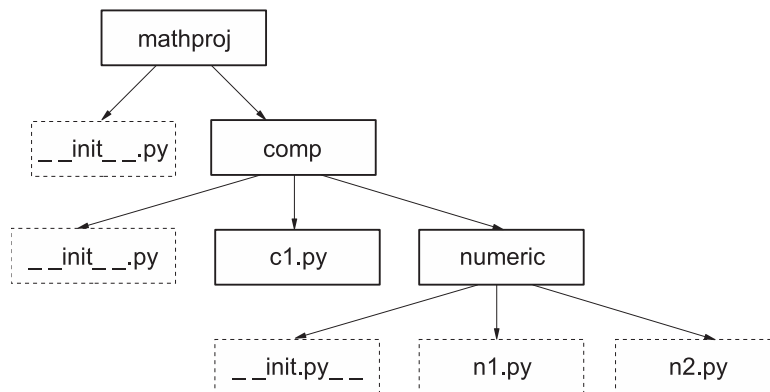 mathproj
_ _init_ _.py
comp
_ _init_ _.py
c1.py
numeric
_ _init.py_ _
n1.py
n2.py